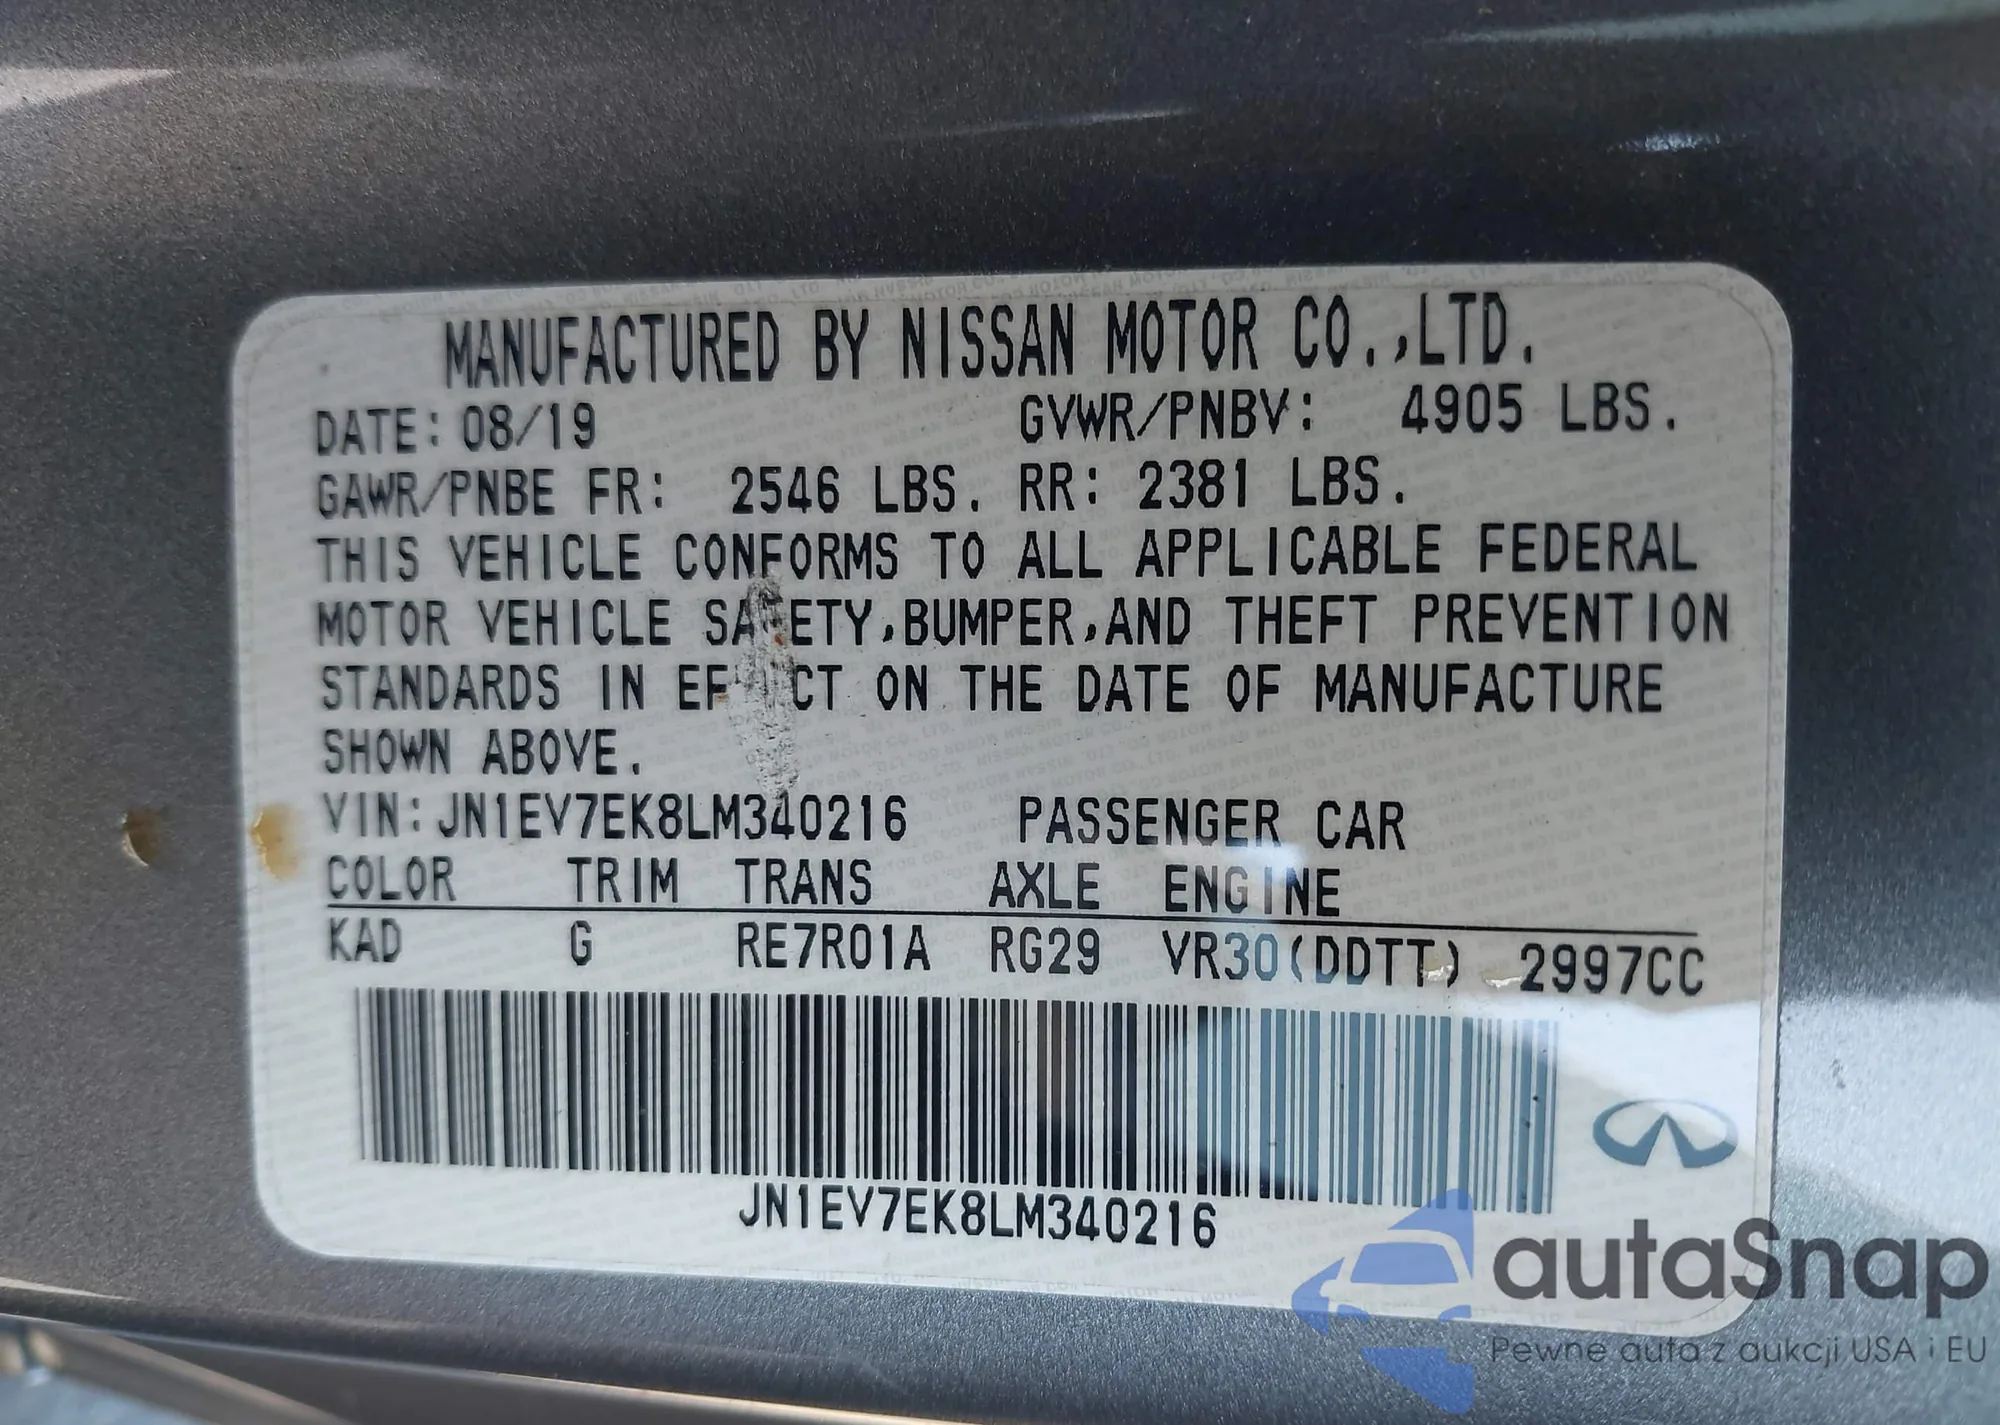 MANUFACTURED BY NISSAN MOTOR CO.,LTD.
DATE: 08/19 GVWR/PNBV: 4905 LBS.
GAWR/PNBE FR: 2546 LBS. RR: 2381 LBS.
THIS VEHICLE CONFORMS TO ALL APPLICABLE FEDERAL
MOTOR VEHICLE SAFETY,BUMPER,AND THEFT PREVENTION
STANDARDS IN EFFECT ON THE DATE OF MANUFACTURE
SHOWN ABOVE.
VIN:JN1EV7EK8LM340216 PASSENGER CAR
COLOR TRIM TRANS AXLE ENGINE
KAD G RE7R01A RG29 VR30(DDTT) 2997CC
JN1EV7EK8LM340216
autaSnap
Pewne auta z aukcji USA i EU